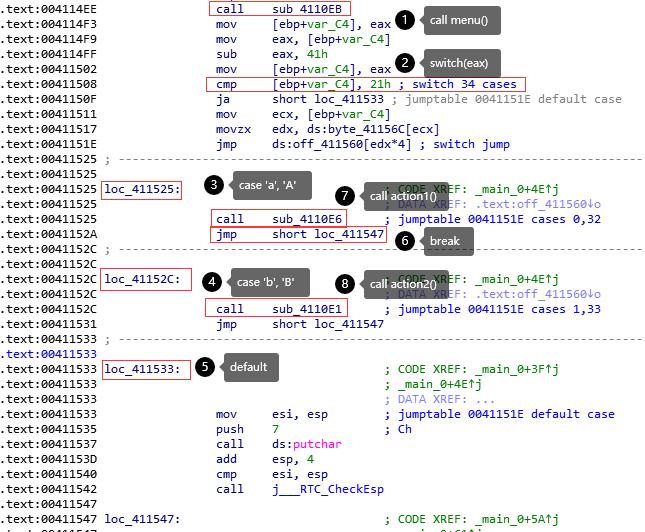 .text:004114EE call sub_4110EB
.text:004114F3 mov [ebp+var_C4], eax 1 call menu()
.text:004114F9 mov eax, [ebp+var_C4]
.text:004114FF sub eax, 41h
.text:00411502 mov [ebp+var_C4], eax 2 switch(eax)
.text:00411508 cmp [ebp+var_C4], 21h ; switch 34 cases
.text:0041150F ja short loc_411533 ; jumptable 0041151E default case
.text:00411511 mov ecx, [ebp+var_C4]
.text:00411517 movzx edx, ds:byte_41156C[ecx]
.text:0041151E jmp ds:off_411560[edx*4] ; switch jump
.text:00411525 ; ---------------------------------------------------------------------------
.text:00411525
.text:00411525 loc_411525: 3 case 'a', 'A' ; CODE XREF: _main_0+4E↑j
.text:00411525 7 call action1() ; DATA XREF: .text:off_411560↓o
.text:00411525 call sub_4110E6 ; jumptable 0041151E cases 0,32
.text:0041152A jmp short loc_411547 6 break
.text:0041152C ; ---------------------------------------------------------------------------
.text:0041152C
.text:0041152C loc_41152C: 4 case 'b', 'B' 8 call action2() ; CODE XREF: _main_0+4E↑j
.text:0041152C ; DATA XREF: .text:off_411560↓o
.text:0041152C call sub_4110E1 ; jumptable 0041151E cases 1,33
.text:00411531 jmp short loc_411547
.text:00411533 ; ---------------------------------------------------------------------------
.text:00411533
.text:00411533 loc_411533: 5 default ; CODE XREF: _main_0+3F↑j
.text:00411533 ; _main_0+4E↑j
.text:00411533 ; DATA XREF: ...
.text:00411533 mov esi, esp ; jumptable 0041151E default case
.text:00411535 push 7 ; Ch
.text:00411537 call ds:putchar
.text:0041153D add esp, 4
.text:00411540 cmp esi, esp
.text:00411542 call j___RTC_CheckEsp
.text:00411547
.text:00411547 loc_411547: ; CODE XREF: _main_0+5A↑j